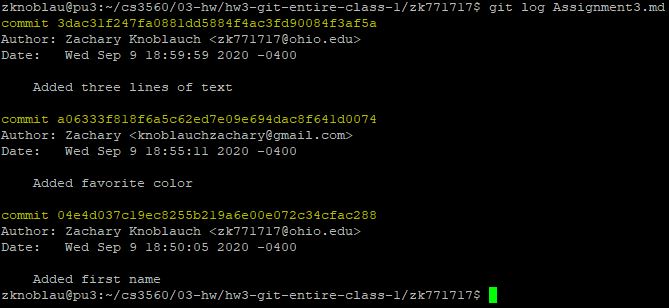 zknoblau@pu3:~/cs3560/03-hw/hw3-git-entire-class-1/zk771717$ git log Assignment3.md
commit 3dac31f247fa0881dd5884f4ac3fd90084f3af5a
Author: Zachary Knoblauch <zk771717@ohio.edu>
Date:   Wed Sep 9 18:59:59 2020 -0400

    Added three lines of text

commit a06333f818f6a5c62ed7e09e694dac8f641d0074
Author: Zachary <knoblauchzachary@gmail.com>
Date:   Wed Sep 9 18:55:11 2020 -0400

    Added favorite color

commit 04e4d037c19ec8255b219a6e00e072c34cfac288
Author: Zachary Knoblauch <zk771717@ohio.edu>
Date:   Wed Sep 9 18:50:05 2020 -0400

    Added first name
zknoblau@pu3:~/cs3560/03-hw/hw3-git-entire-class-1/zk771717$